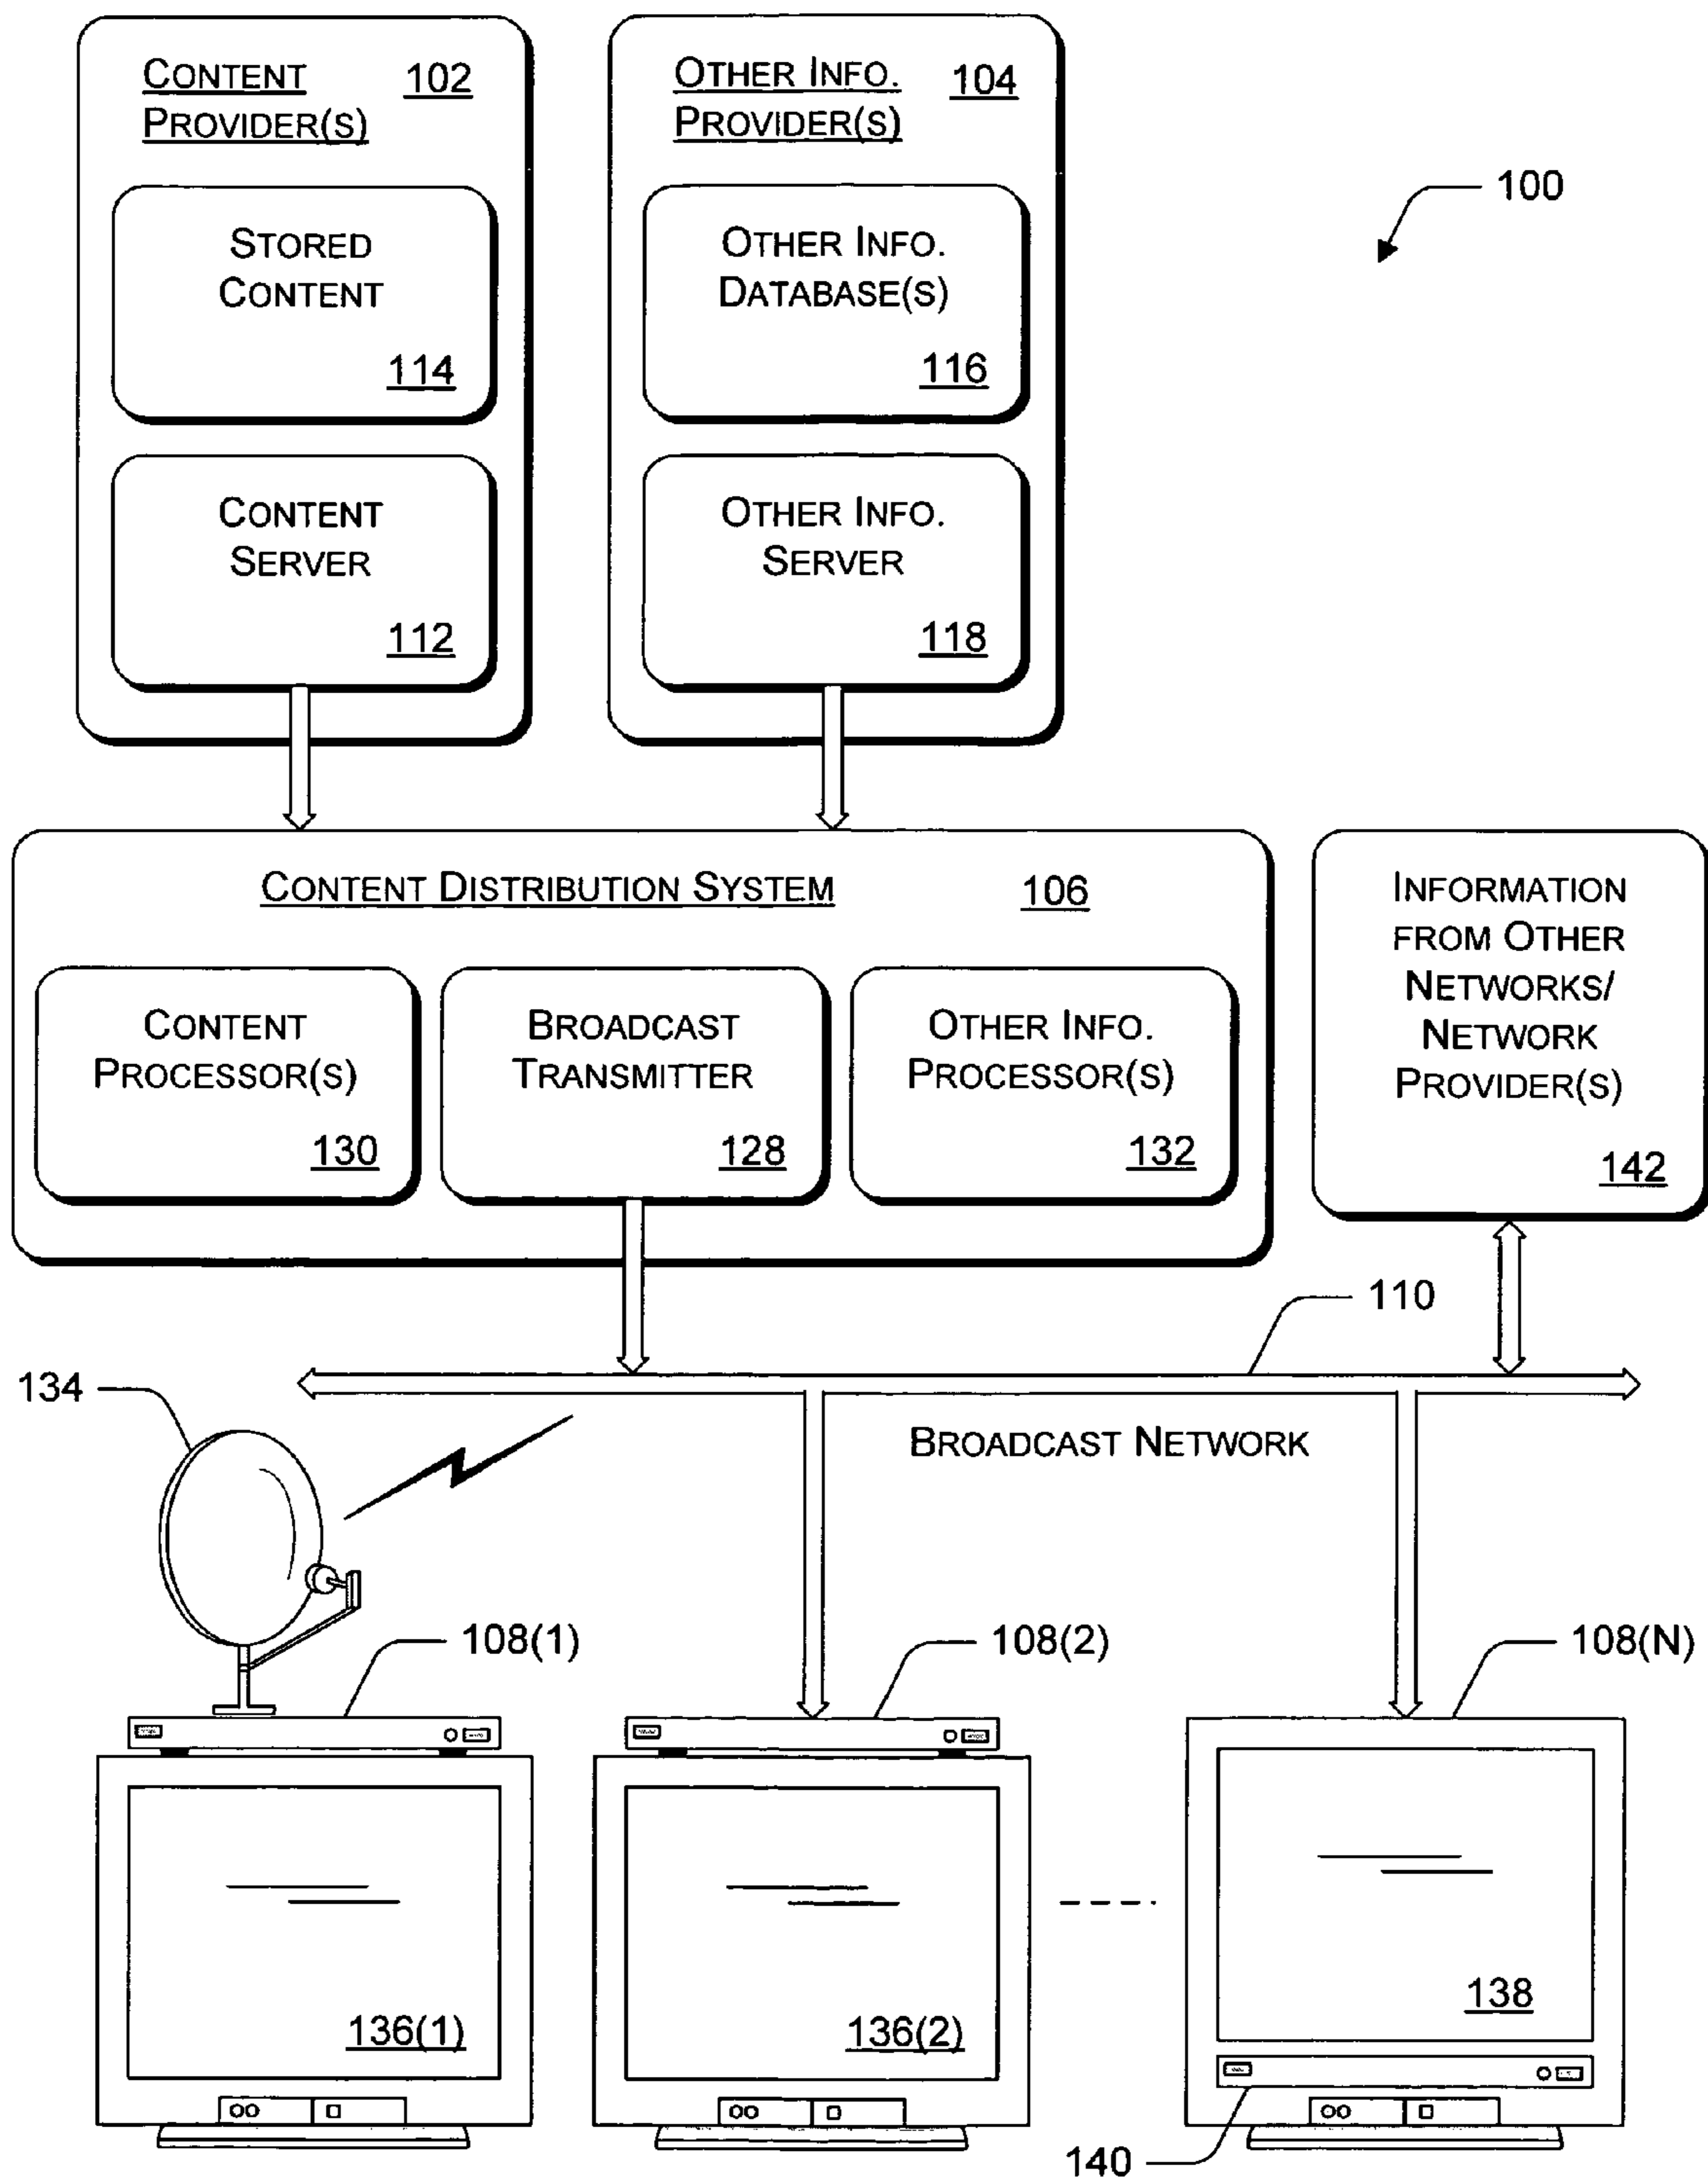 CONTENT PROVIDER(S)
102
OTHER INFO. PROVIDER(S)
104
100
STORED CONTENT
114
OTHER INFO. DATABASE(S)
116
CONTENT SERVER
112
OTHER INFO. SERVER
118
CONTENT DISTRIBUTION SYSTEM
106
CONTENT PROCESSOR(S)
130
BROADCAST TRANSMITTER
128
OTHER INFO. PROCESSOR(S)
132
INFORMATION
FROM OTHER
NETWORKS/
NETWORK
PROVIDER(S)
142
110
134
BROADCAST NETWORK
108(1)
108(2)
108(N)
136(1)
136(2)
138
140